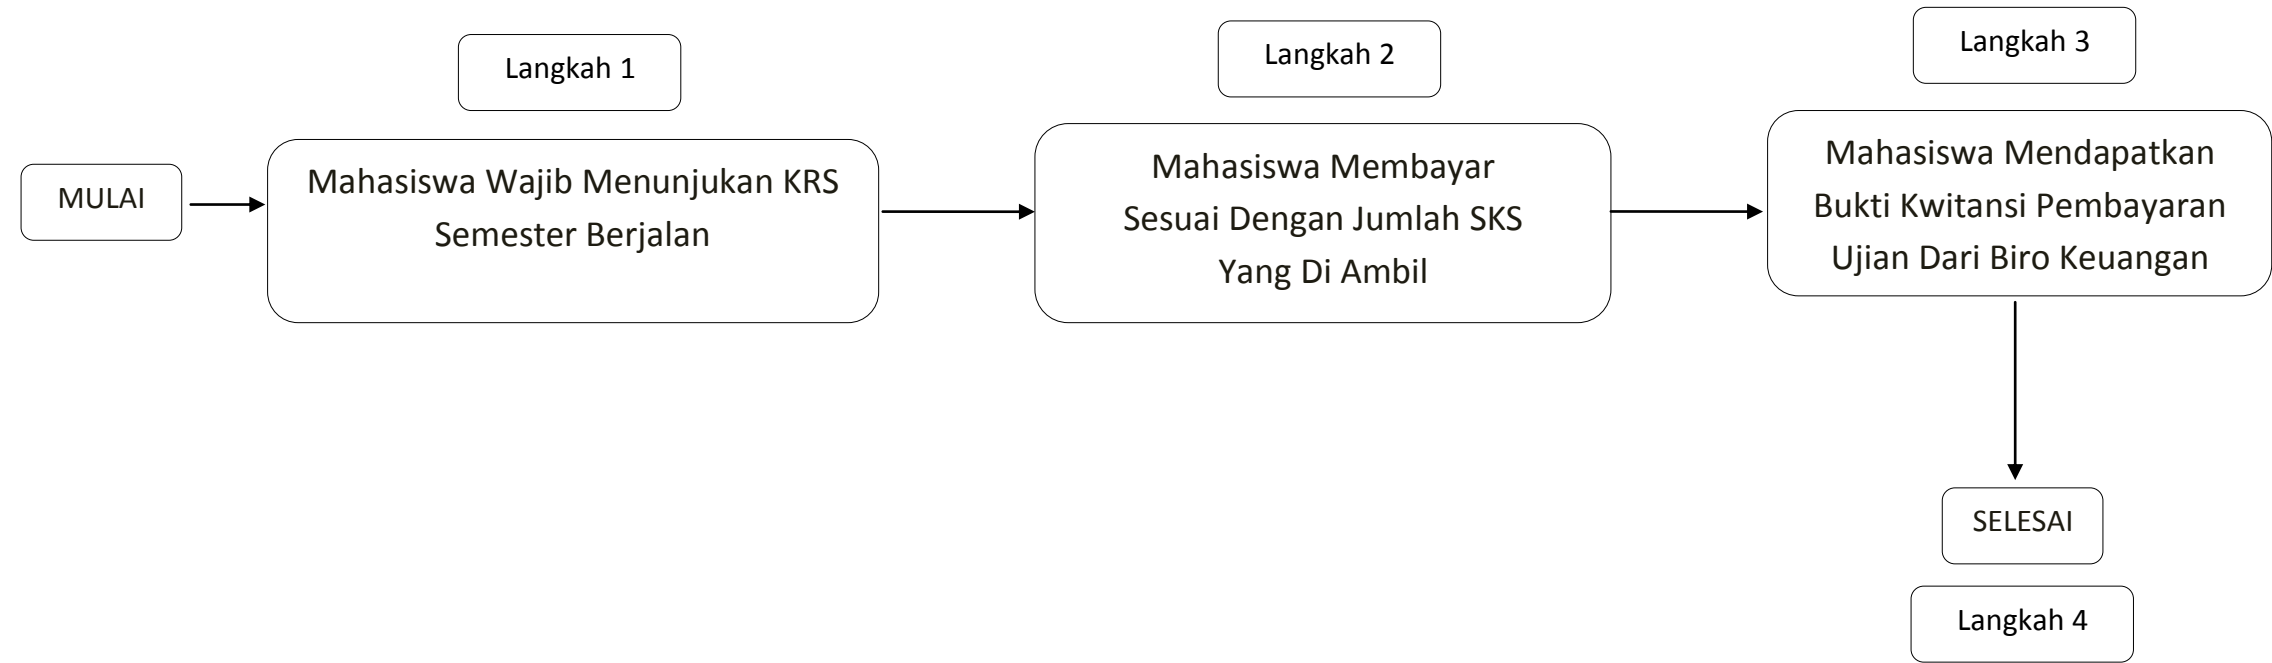 Langkah 1
Langkah 2
Langkah 3
MULAI
Mahasiswa Wajib Menunjukan KRS
Semester Berjalan
Mahasiswa Membayar
Sesuai Dengan Jumlah SKS
Yang Di Ambil
Mahasiswa Mendapatkan
Bukti Kwitansi Pembayaran
Ujian Dari Biro Keuangan
SELESAI
Langkah 4